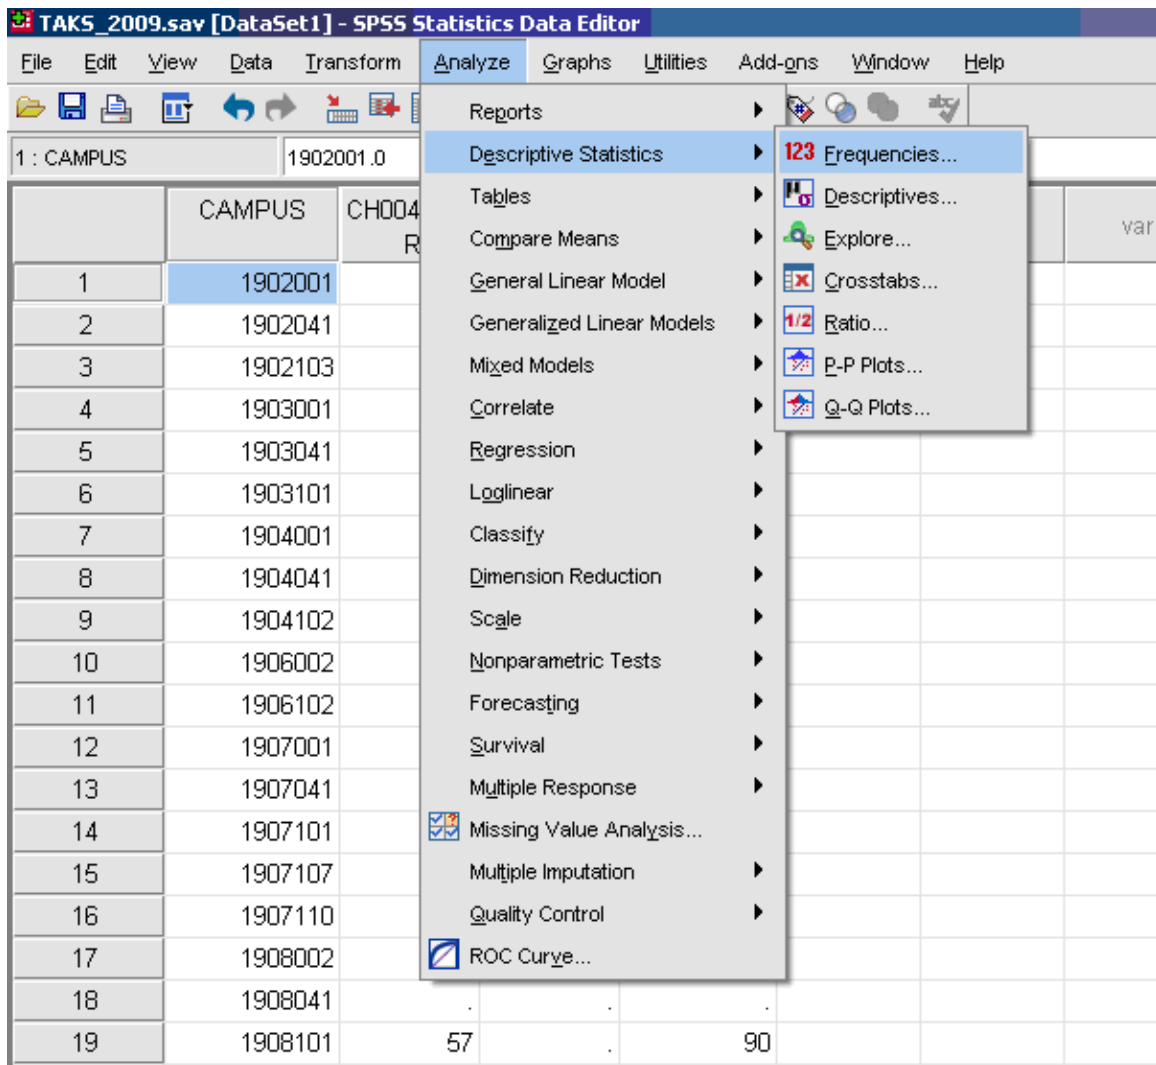 TAKS_2009.sav [DataSet1] - SPSS Statistics Data Editor
File Edit View Data Transform Analyze Graphs Utilities Add-ons Window Help
1 : CAMPUS 1902001.0
CAMPUS CH004 R var
Reports
Descriptive Statistics
Tables
Compare Means
General Linear Model
Generalized Linear Models
Mixed Models
Correlate
Regression
Loglinear
Classify
Dimension Reduction
Scale
Nonparametric Tests
Forecasting
Survival
Multiple Response
Missing Value Analysis...
Multiple Imputation
Quality Control
ROC Curve...
123 Frequencies...
μσ Descriptives...
Explore...
Crosstabs...
1/2 Ratio...
P-P Plots...
Q-Q Plots...
1 1902001
2 1902041
3 1902103
4 1903001
5 1903041
6 1903101
7 1904001
8 1904041
9 1904102
10 1906002
11 1906102
12 1907001
13 1907041
14 1907101
15 1907107
16 1907110
17 1908002
18 1908041 . . .
19 1908101 57 . 90